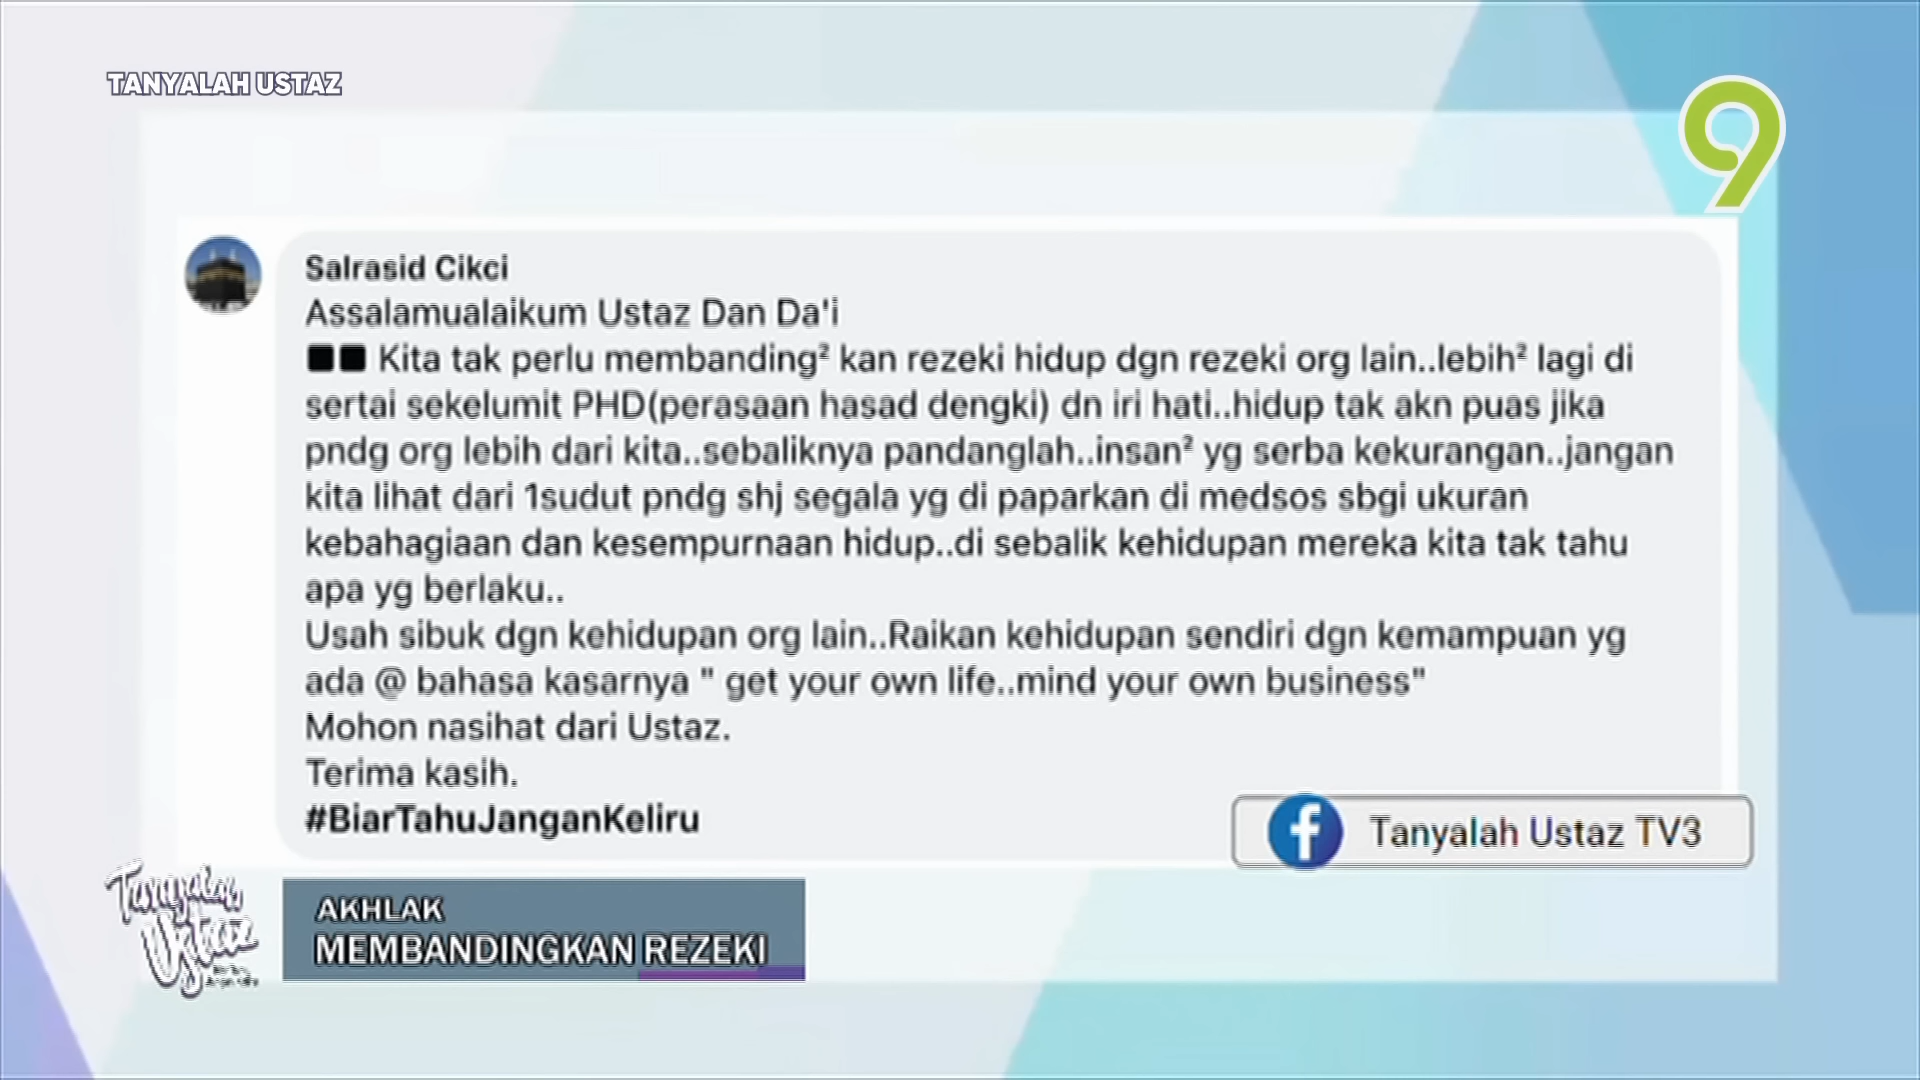 TANYALAH USTAZ
9
Salrasid Cikci
Assalamualaikum Ustaz Dan Da'i
■■ Kita tak perlu membanding² kan rezeki hidup dgn rezeki org lain..lebih² lagi di
sertai sekelumit PHD(perasaan hasad dengki) dn iri hati..hidup tak akn puas jika
pndg org lebih dari kita..sebaliknya pandanglah..insan² yg serba kekurangan..jangan
kita lihat dari 1sudut pndg shj segala yg di paparkan di medsos sbgi ukuran
kebahagiaan dan kesempurnaan hidup..di sebalik kehidupan mereka kita tak tahu
apa yg berlaku..
Usah sibuk dgn kehidupan org lain..Raikan kehidupan sendiri dgn kemampuan yg
ada @ bahasa kasarnya " get your own life..mind your own business"
Mohon nasihat dari Ustaz.
Terima kasih.
#BiarTahuJanganKeliru
f Tanyalah Ustaz TV3
Tanyalah
Ustaz
AKHLAK
MEMBANDINGKAN REZEKI